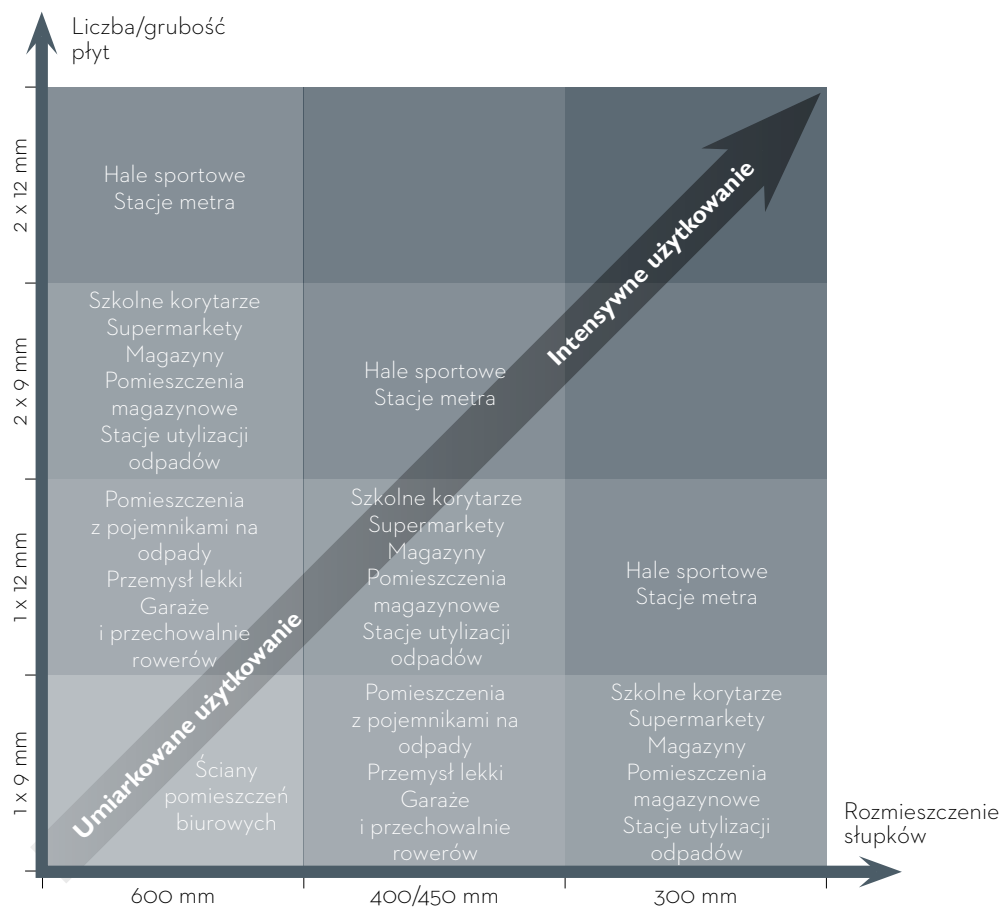 Liczba/grubość
płyt
2 x 12 mm
Hale sportowe
Stacje metra
Intensywne użytkowanie
2 x 9 mm
Szkolne korytarze
Supermarkety
Magazyny
Pomieszczenia
magazynowe
Stacje utylizacji
odpadów
Hale sportowe
Stacje metra
1 x 12 mm
Pomieszczenia
z pojemnikami na
odpady
Przemysł lekki
Garaże
i przechowalnie
rowerów
Szkolne korytarze
Supermarkety
Magazyny
Pomieszczenia
magazynowe
Stacje utylizacji
odpadów
Hale sportowe
Stacje metra
Umiarkowane użytkowanie
1 x 9 mm
Ściany
pomieszczeń
biurowych
Pomieszczenia
z pojemnikami na
odpady
Przemysł lekki
Garaże
i przechowalnie
rowerów
Szkolne korytarze
Supermarkety
Magazyny
Pomieszczenia
magazynowe
Stacje utylizacji
odpadów
Rozmieszczenie
słupków
600 mm
400/450 mm
300 mm